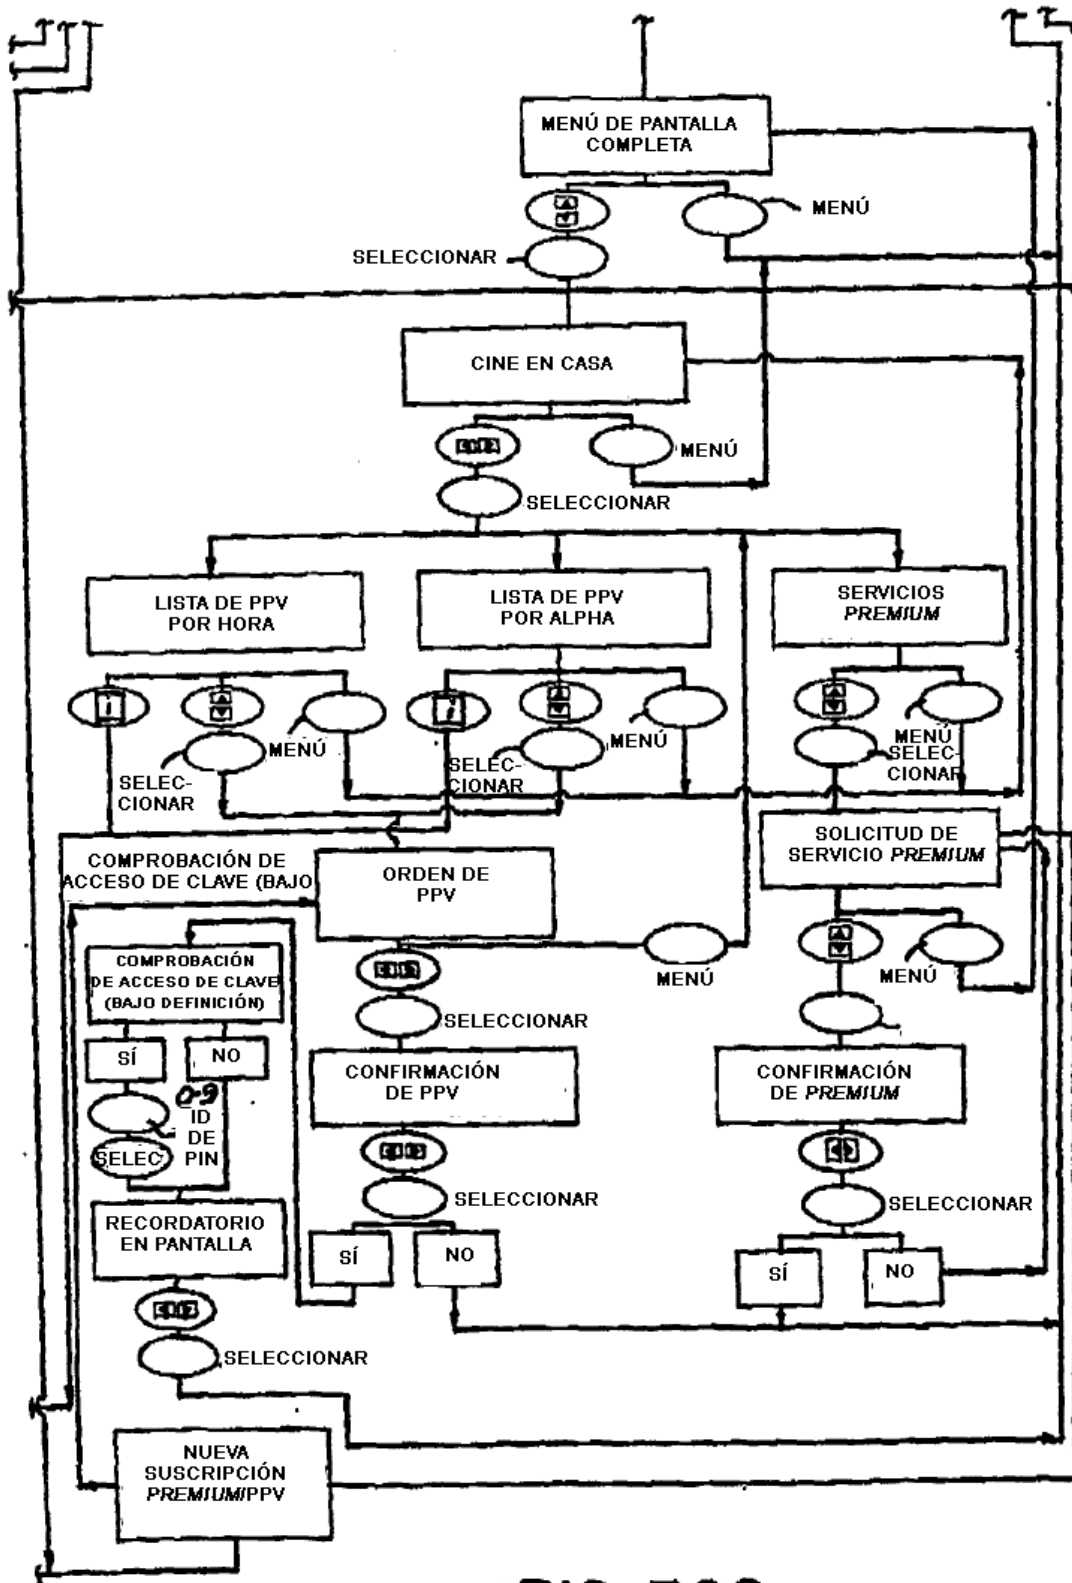 MENÚ DE PANTALLA
COMPLETA
MENÚ
SELECCIONAR
CINE EN CASA
MENÚ
SELECCIONAR
LISTA DE PPV
POR HORA
LISTA DE PPV
POR ALPHA
SERVICIOS
PREMIUM
i
i
SELEC-
CIONAR
MENÚ
SELEC-
CIONAR
MENÚ
MENÚ
SELEC-
CIONAR
COMPROBACIÓN DE
ACCESO DE CLAVE (BAJO
ORDEN DE
PPV
SOLICITUD DE
SERVICIO PREMIUM
COMPROBACIÓN
DE ACCESO DE CLAVE
(BAJO DEFINICIÓN)
MENÚ
MENÚ
SELECCIONAR
SÍ
NO
CONFIRMACIÓN
DE PPV
CONFIRMACIÓN
DE PREMIUM
0-9
ID
DE
PIN
SELEC
SELECCIONAR
SELECCIONAR
RECORDATORIO
EN PANTALLA
SÍ
NO
SÍ
NO
SELECCIONAR
NUEVA
SUSCRIPCIÓN
PREMIUM/PPV